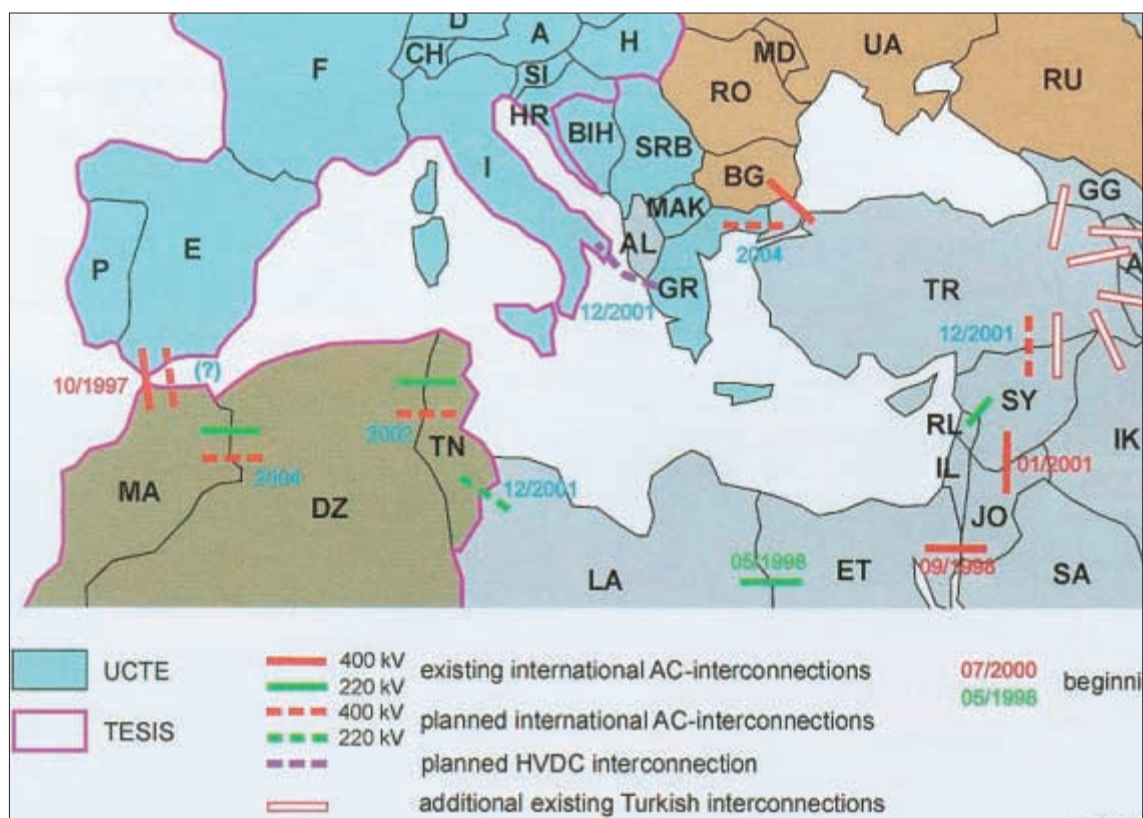 D
A
H
MD
UA
CH
F
SI
RU
RO
HR
BIH
SRB
I
BG
GG
MAK
AL
2004
P
E
GR
TR
A
12/2001
12/2001
(?)
10/1997
SY
RL
2002
TN
IL
IK
2004
01/2001
MA
12/2001
DZ
JO
05/1998
LA
ET
09/1998
SA
UCTE
400 kV
existing international AC-interconnections
07/2000
220 kV
beginni
05/1998
TESIS
400 kV
planned international AC-interconnections
220 kV
planned HVDC interconnection
additional existing Turkish interconnections